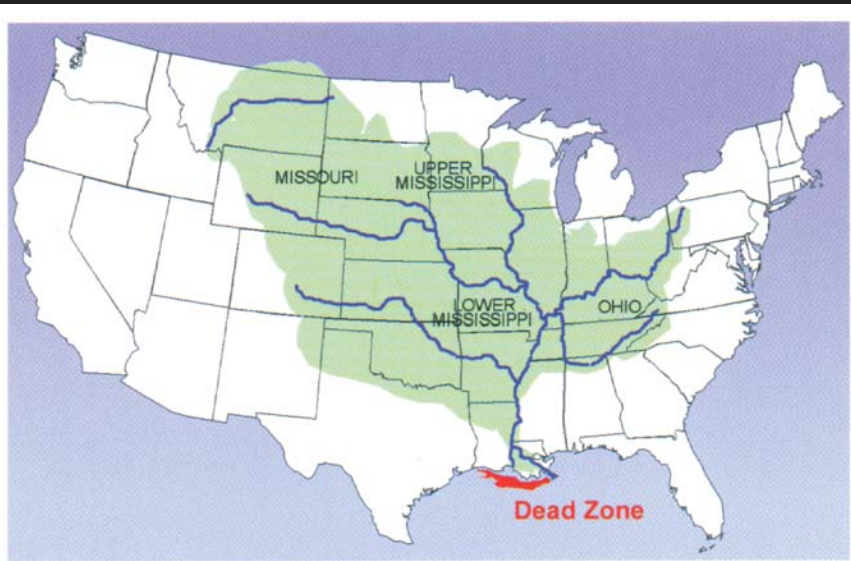 MISSOURI
UPPER
MISSISSIPPI
LOWER
MISSISSIPPI
OHIO
Dead Zone